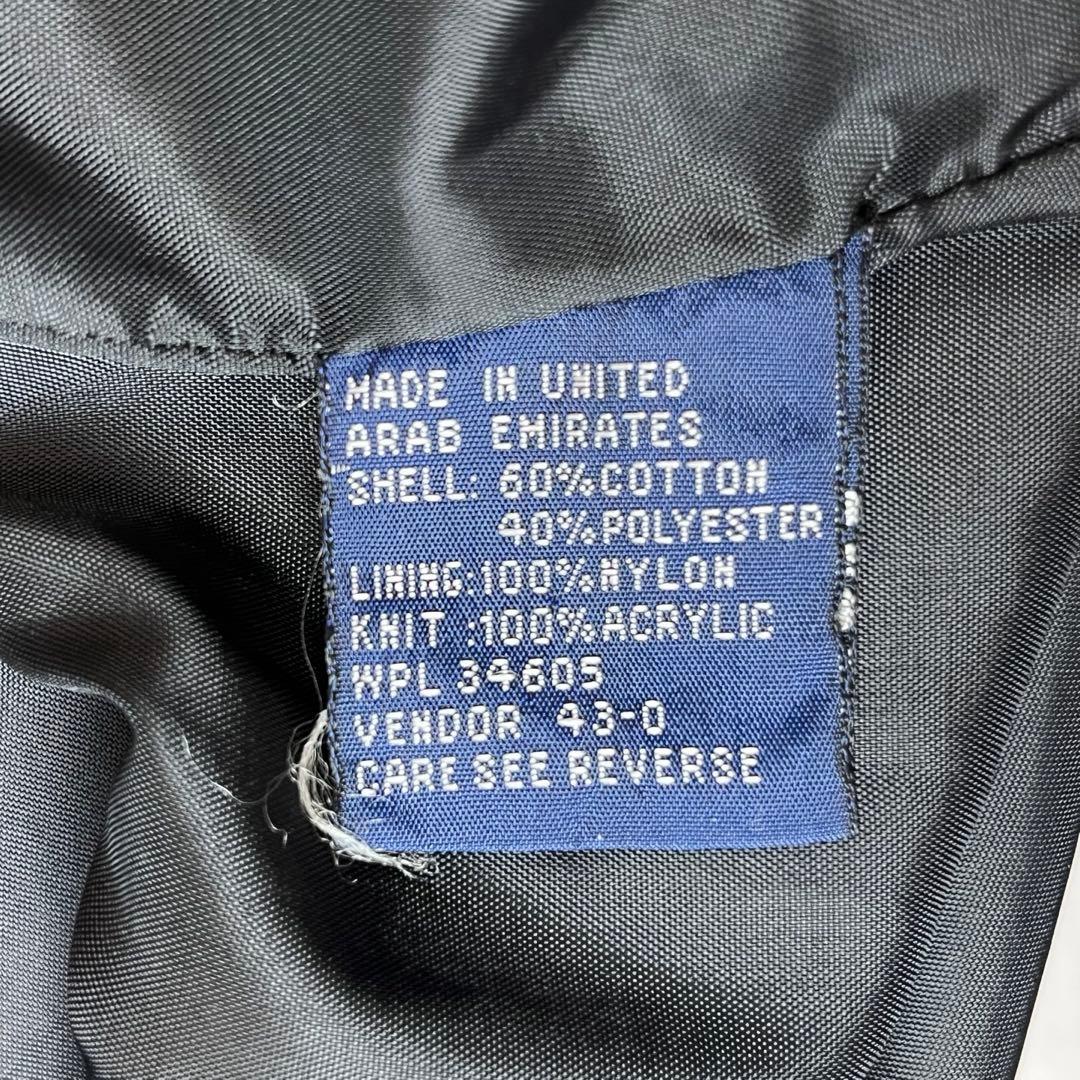 MADE IN UNITED
ARAB EMIRATES
SHELL: 60% COTTON
40% POLYESTER
LINING: 100% NYLON
KNIT : 100% ACRYLIC
WPL 34605
VENDOR 43-0
CARE SEE REVERSE